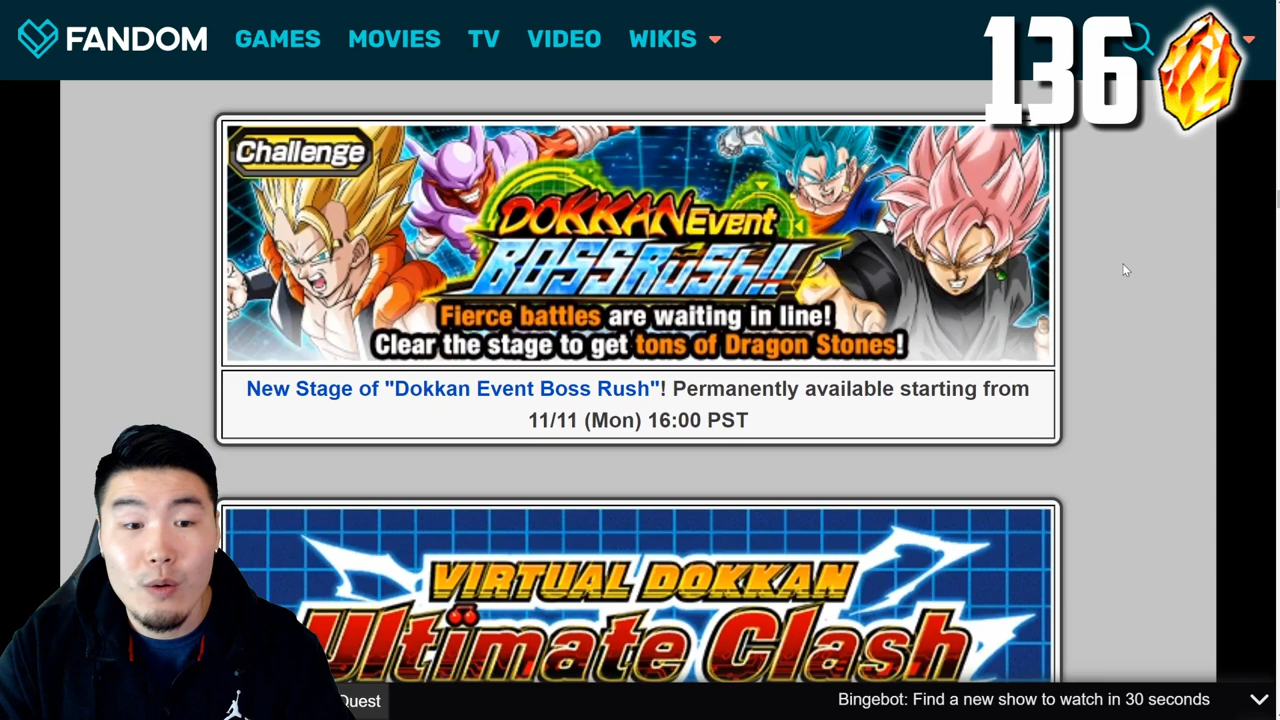 FANDOM GAMES MOVIES TV VIDEO WIKIS
136
Challenge
DOKKAN Event
BOSS RUSH!!
Fierce battles are waiting in line!
Clear the stage to get tons of Dragon Stones!
New Stage of "Dokkan Event Boss Rush"! Permanently available starting from
11/11 (Mon) 16:00 PST
VIRTUAL DOKKAN
Ultimate Clash
Quest
Bingebot: Find a new show to watch in 30 seconds